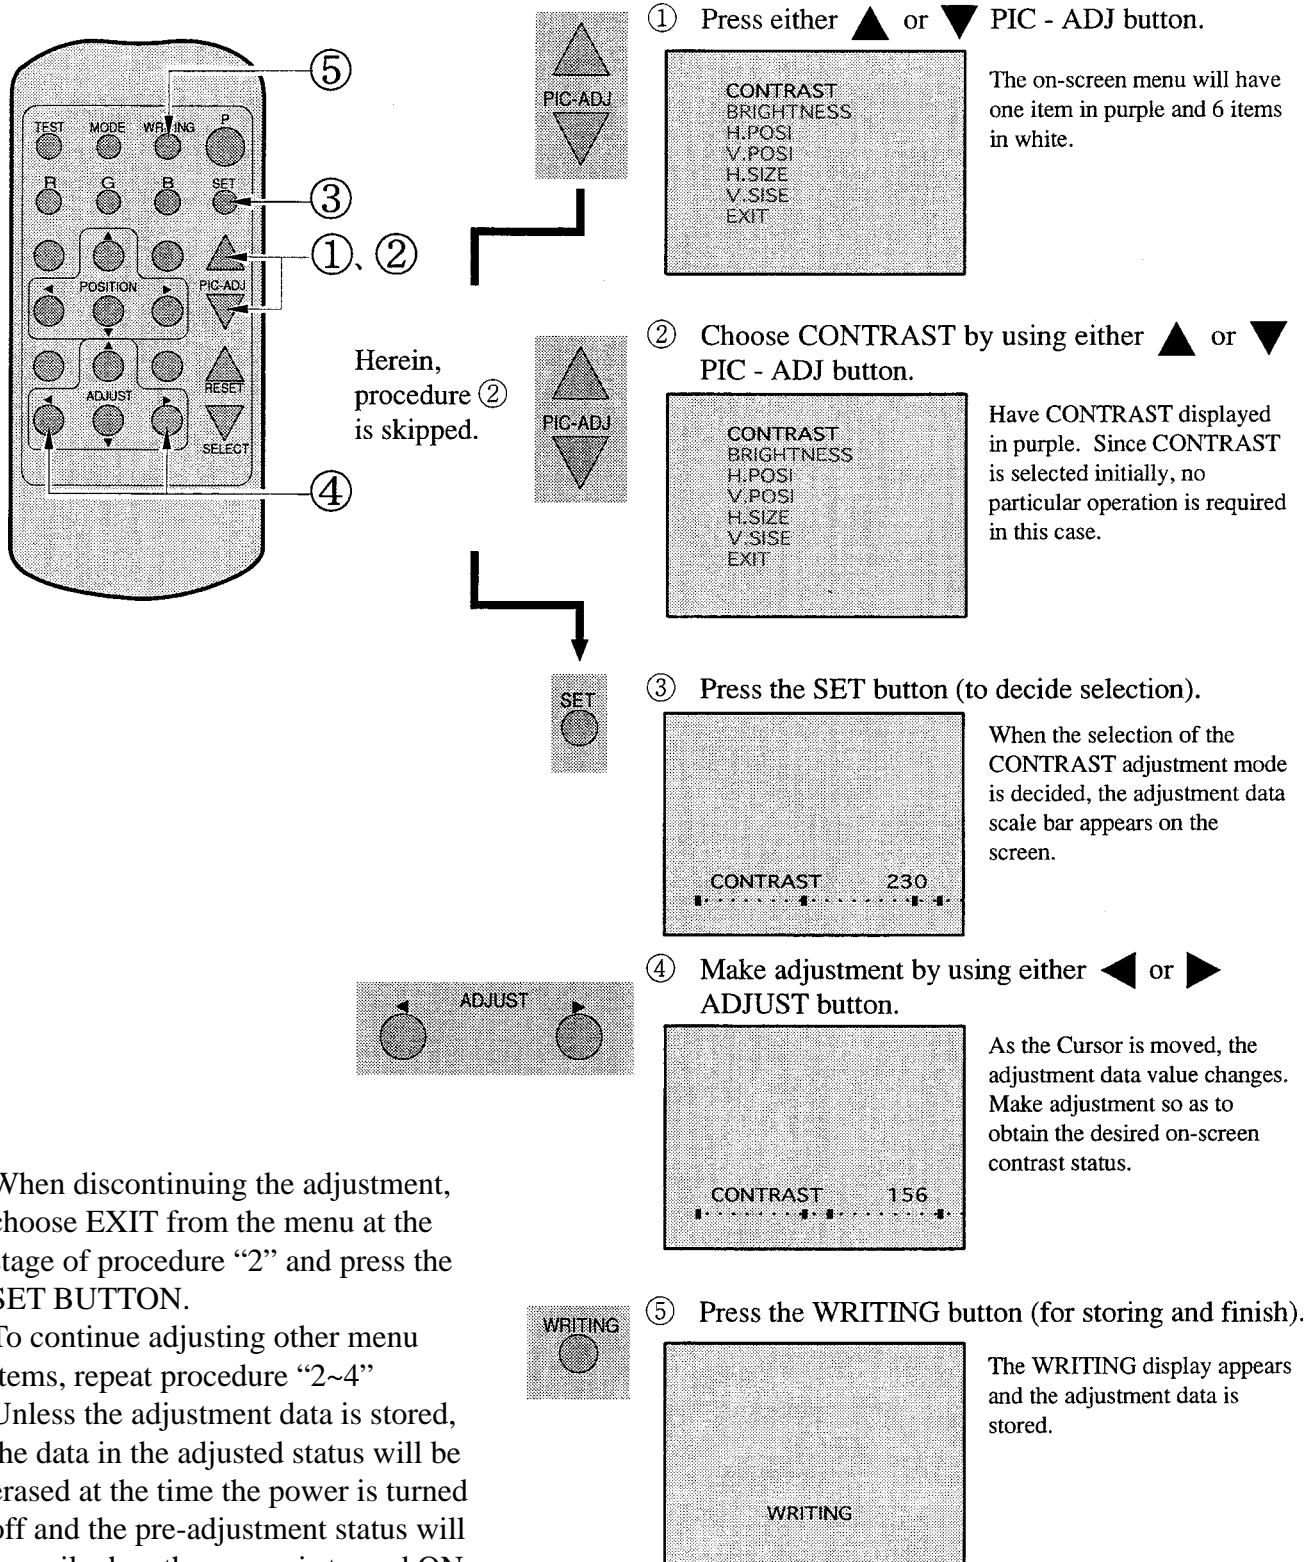 ① Press either ▲ or ▼ PIC - ADJ button.
PIC-ADJ
CONTRAST
BRIGHTNESS
H.POSI
V.POSI
H.SIZE
V.SISE
EXIT
The on-screen menu will have
one item in purple and 6 items
in white.
⑤
TEST MODE WRITING P
R G B SET
③
①、②
POSITION
PIC-ADJ
RESET
ADJUST
SELECT
④
Herein,
procedure ②
is skipped.
② Choose CONTRAST by using either ▲ or ▼
PIC - ADJ button.
PIC-ADJ
CONTRAST
BRIGHTNESS
H.POSI
V.POSI
H.SIZE
V.SISE
EXIT
Have CONTRAST displayed
in purple. Since CONTRAST
is selected initially, no
particular operation is required
in this case.
③ Press the SET button (to decide selection).
SET
CONTRAST 230
When the selection of the
CONTRAST adjustment mode
is decided, the adjustment data
scale bar appears on the
screen.
④ Make adjustment by using either ◀ or ▶
ADJUST button.
◀ ADJUST ▶
CONTRAST 156
As the Cursor is moved, the
adjustment data value changes.
Make adjustment so as to
obtain the desired on-screen
contrast status.
When discontinuing the adjustment,
choose EXIT from the menu at the
stage of procedure “2” and press the
SET BUTTON.
To continue adjusting other menu
items, repeat procedure “2~4”
Unless the adjustment data is stored,
the data in the adjusted status will be
erased at the time the power is turned
off and the pre-adjustment status will
⑤ Press the WRITING button (for storing and finish).
WRITING
WRITING
The WRITING display appears
and the adjustment data is
stored.